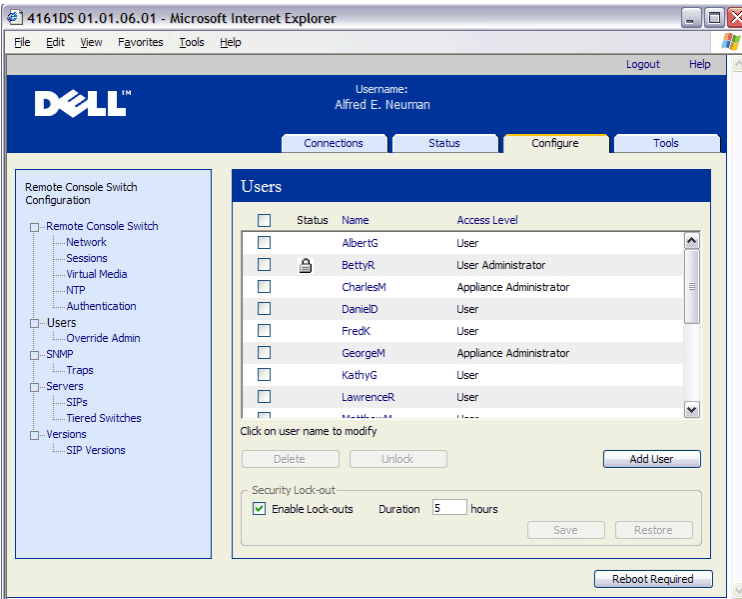 4161DS 01.01.06.01 - Microsoft Internet Explorer
File Edit View Favorites Tools Help
Logout Help
DELL™
Username:
Alfred E. Neuman
Connections Status Configure Tools
Remote Console Switch
Configuration
Remote Console Switch
Network
Sessions
Virtual Media
NTP
Authentication
Users
Override Admin
SNMP
Traps
Servers
SIPs
Tiered Switches
Versions
SIP Versions
Users
Status Name Access Level
AlbertG User
BettyR User Administrator
CharlesM Appliance Administrator
DanielD User
FredK User
GeorgeM Appliance Administrator
KathyG User
LawrenceR User
MatthewM User
Click on user name to modify
Delete Unlock Add User
Security Lock-out
Enable Lock-outs Duration 5 hours
Save Restore
Reboot Required